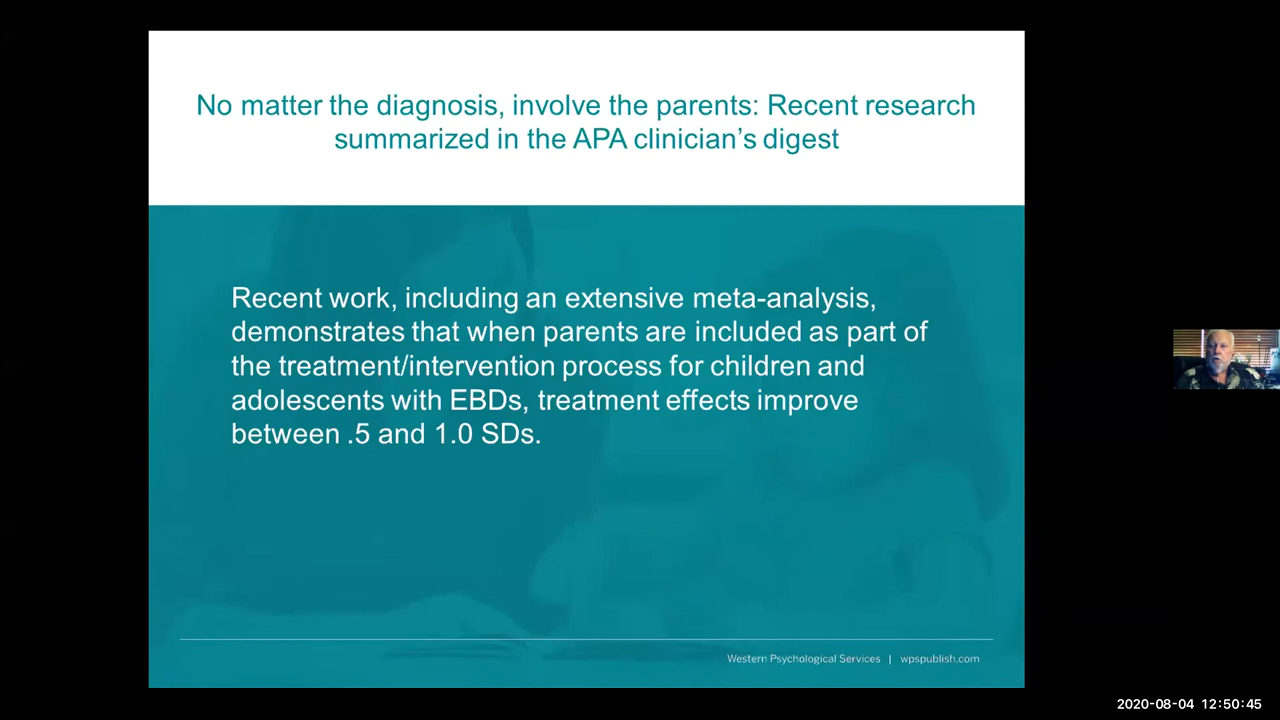 No matter the diagnosis, involve the parents: Recent research
summarized in the APA clinician’s digest
Recent work, including an extensive meta-analysis,
demonstrates that when parents are included as part of
the treatment/intervention process for children and
adolescents with EBDs, treatment effects improve
between .5 and 1.0 SDs.
Western Psychological Services | wpspublish.com
2020-08-04 12:50:45